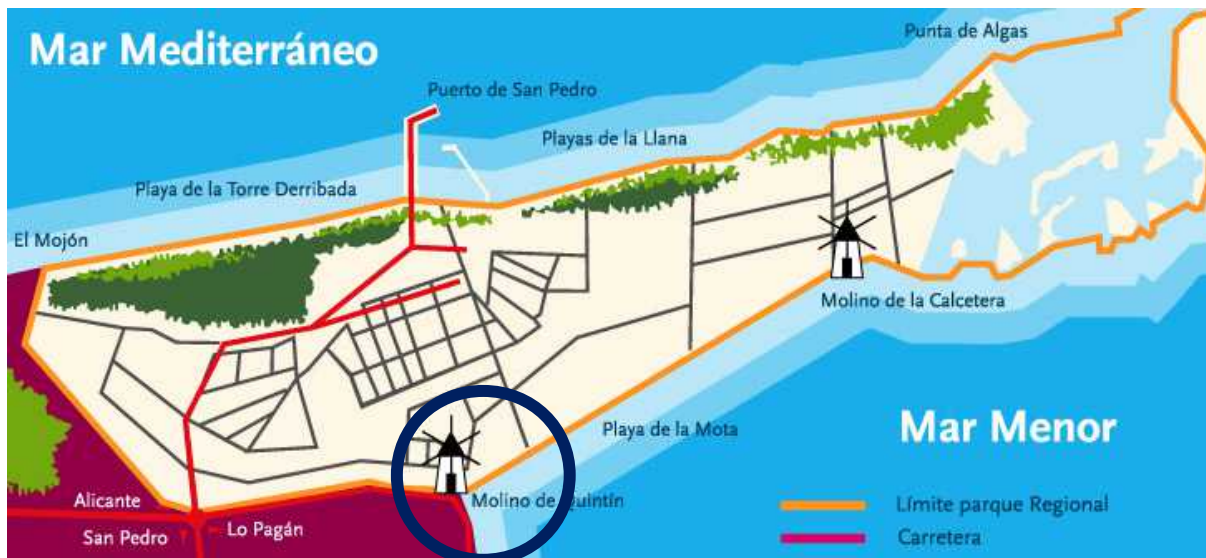 Mar Mediterráneo
Punta de Algas
Puerto de San Pedro
Playas de la Llana
Playa de la Torre Derribada
El Mojón
Molino de la Calcetera
Playa de la Mota
Mar Menor
Molino de Quintín
Alicante
San Pedro
Lo Pagán
Límite parque Regional
Carretera